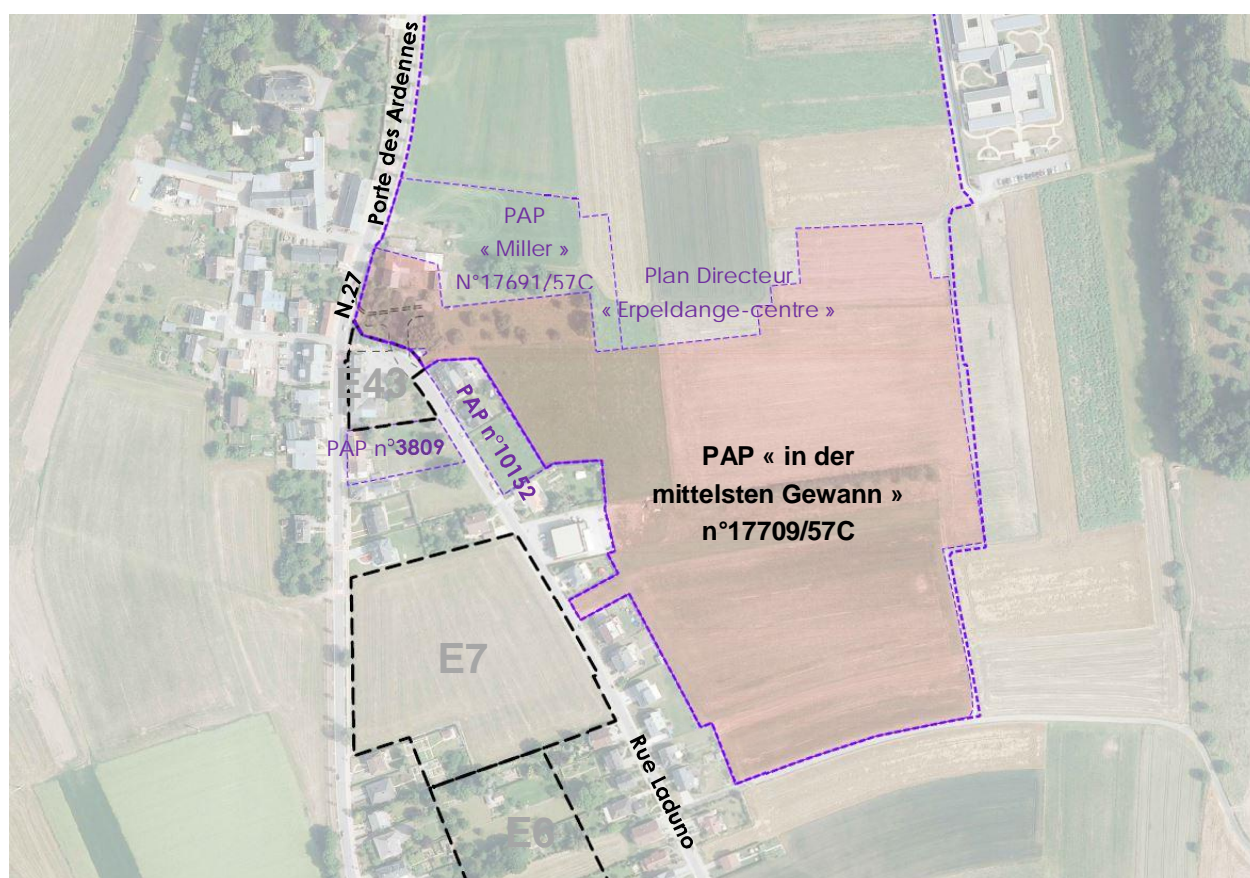 Porte des Ardennes
PAP
« Miller »
N°17691/57C
Plan Directeur
« Erpeldange-centre »
N.27
E43
PAP n°10152
PAP n°3809
PAP « in der
mittelsten Gewann »
n°17709/57C
E7
Rue Laduno
E6